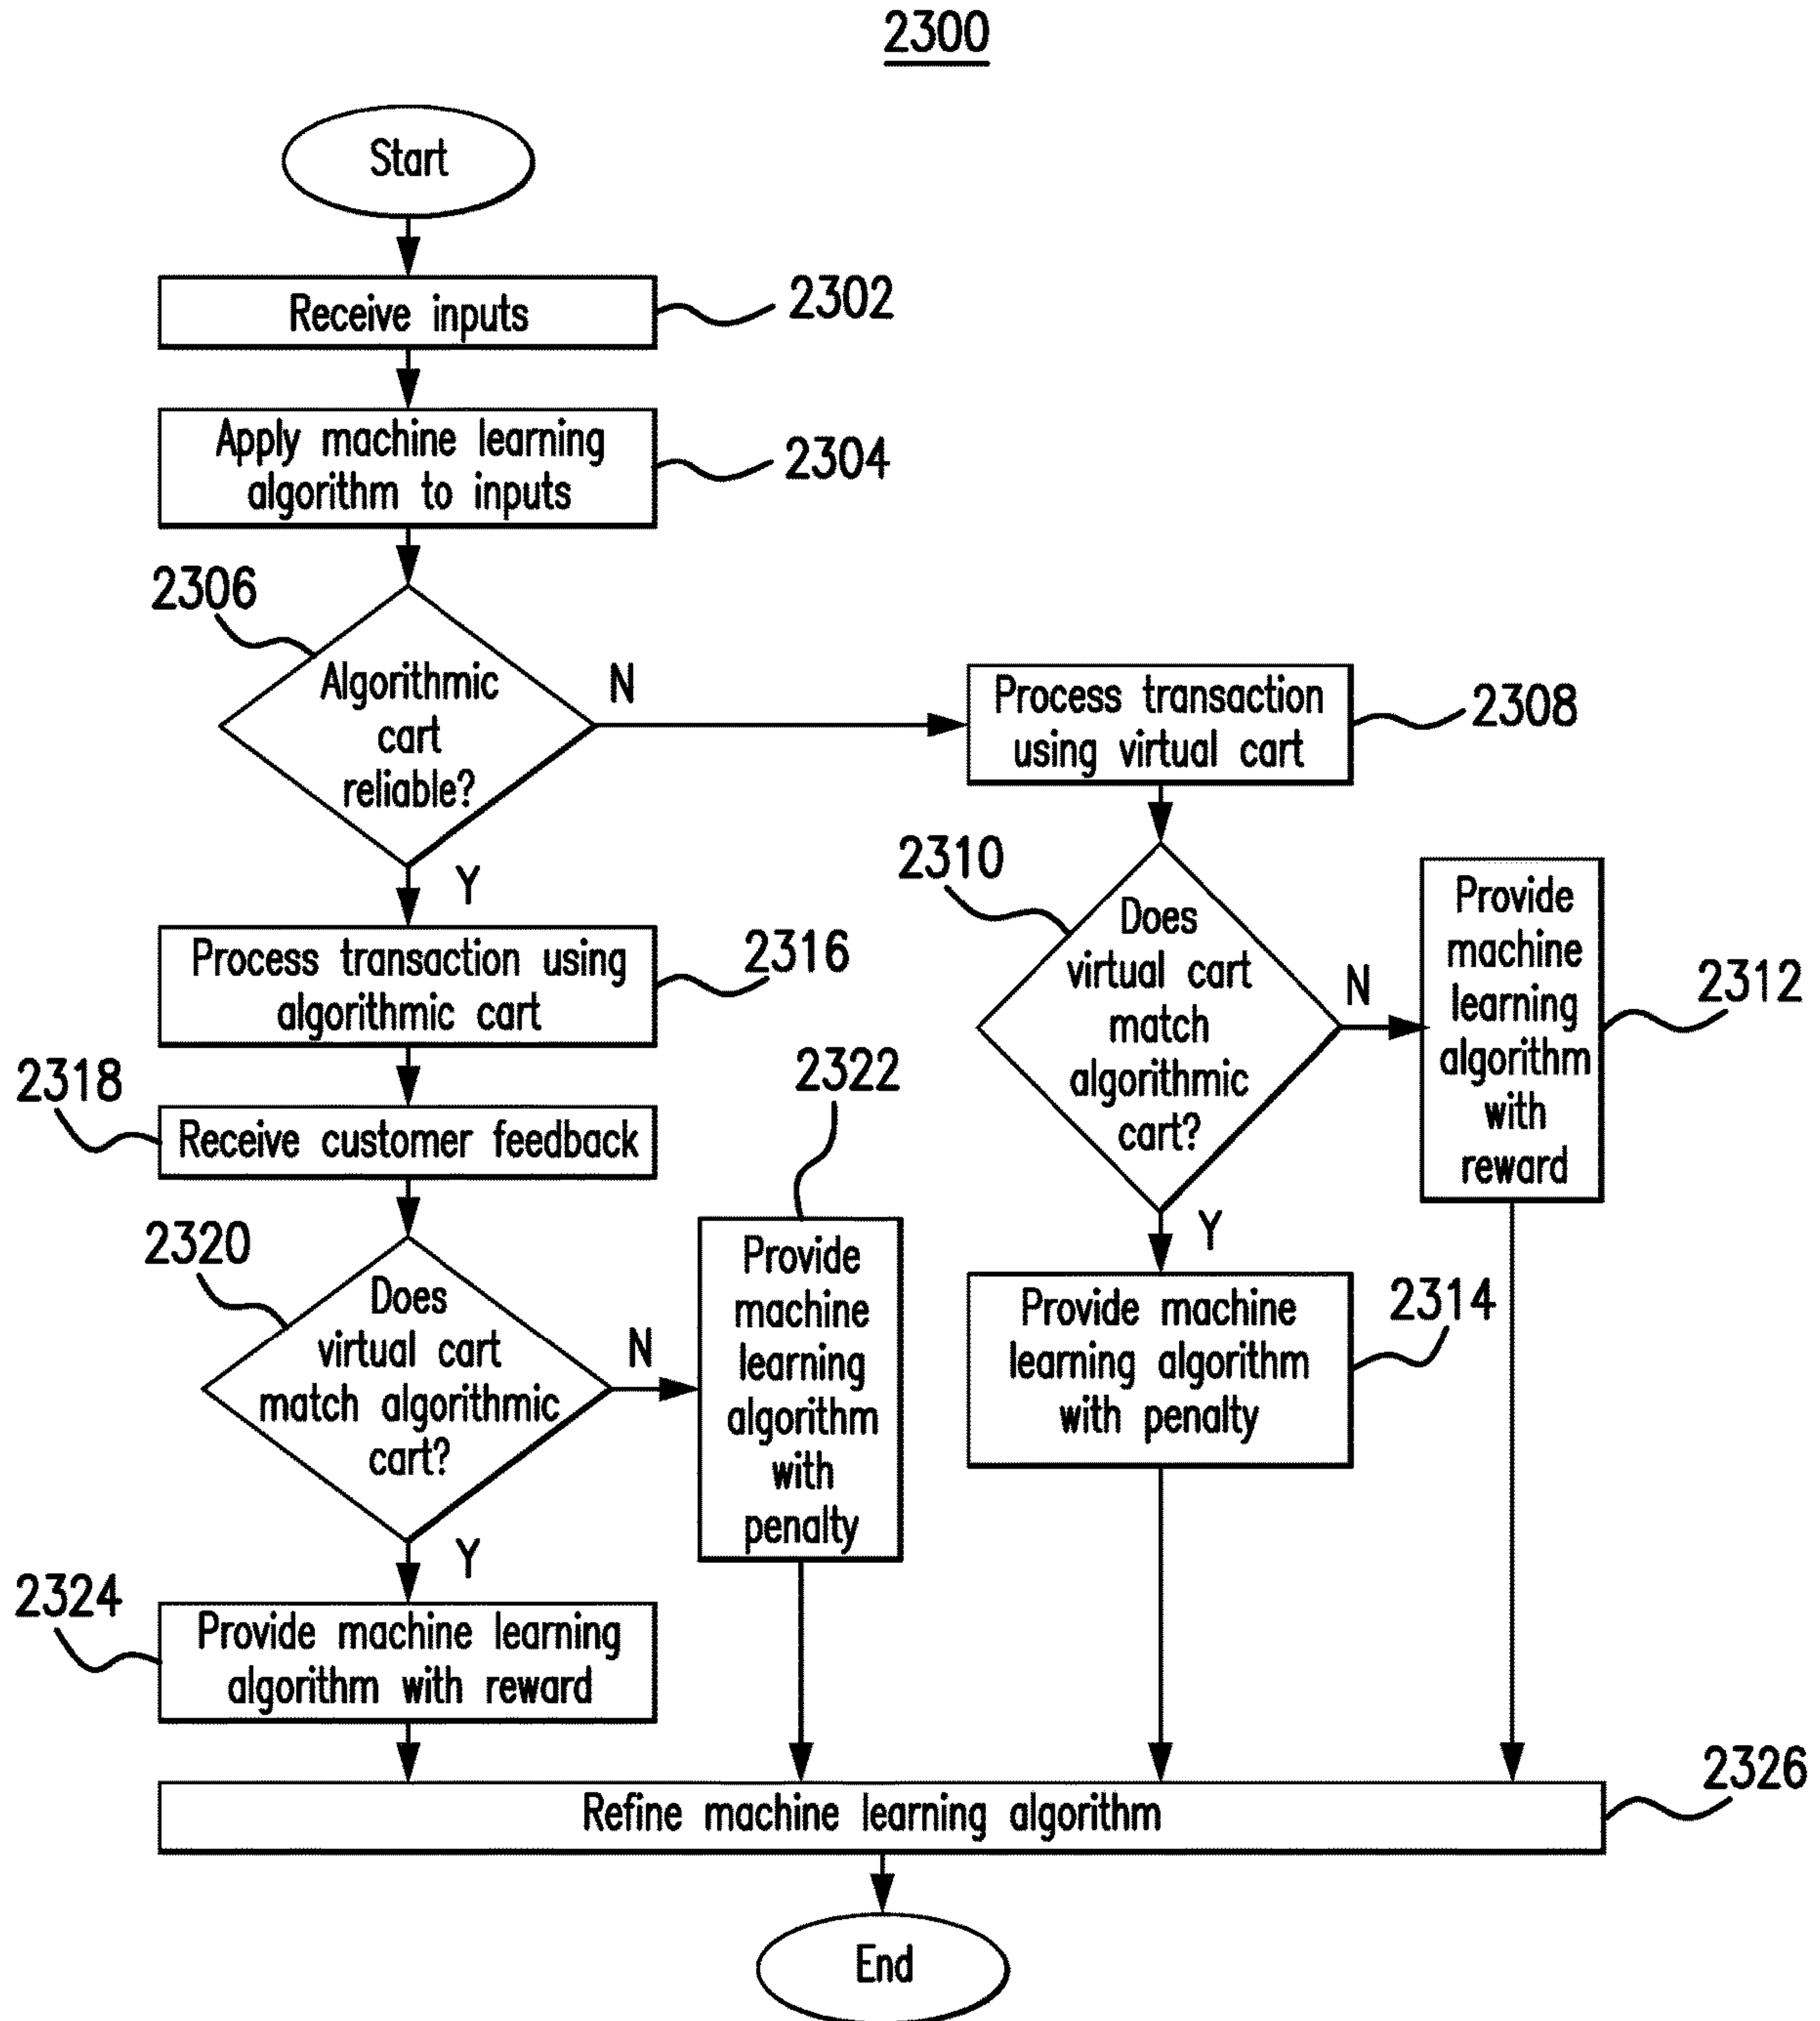 2300
Start
Receive inputs
2302
Apply machine learning
algorithm to inputs
2304
2306
Algorithmic
cart
reliable?
N
Y
Process transaction
using virtual cart
2308
2310
Does
virtual cart
match
algorithmic
cart?
N
Y
Provide
machine
learning
algorithm
with
reward
2312
Provide machine
learning algorithm
with penalty
2314
Process transaction using
algorithmic cart
2316
2318
Receive customer feedback
2320
Does
virtual cart
match algorithmic
cart?
N
Y
2322
Provide
machine
learning
algorithm
with
penalty
2324
Provide machine learning
algorithm with reward
Refine machine learning algorithm
2326
End